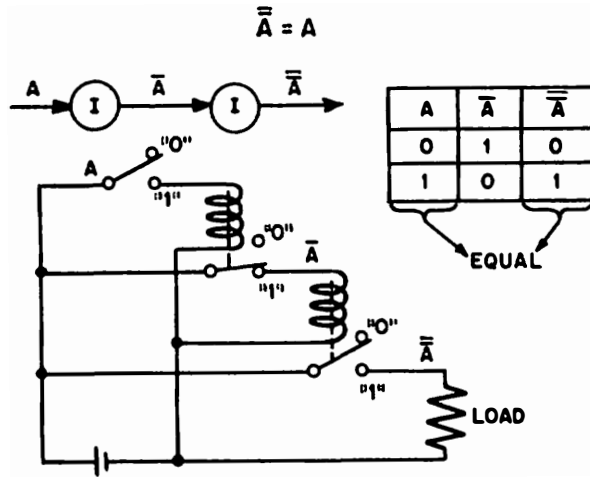 A̿ = A
A I A̅ I A̿
A A̅ A̿
0 1 0
1 0 1
EQUAL
A "0"
"1"
"0"
A̅
"1"
"0"
A̿
"1"
LOAD